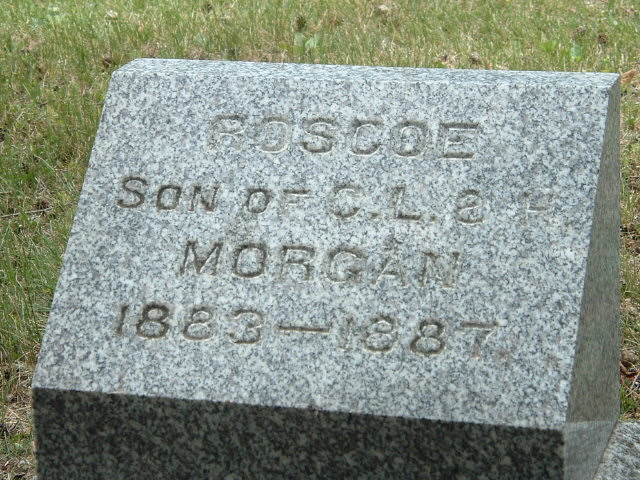 ROSCOE
SON OF C. L. &
MORGAN
1883—1887.